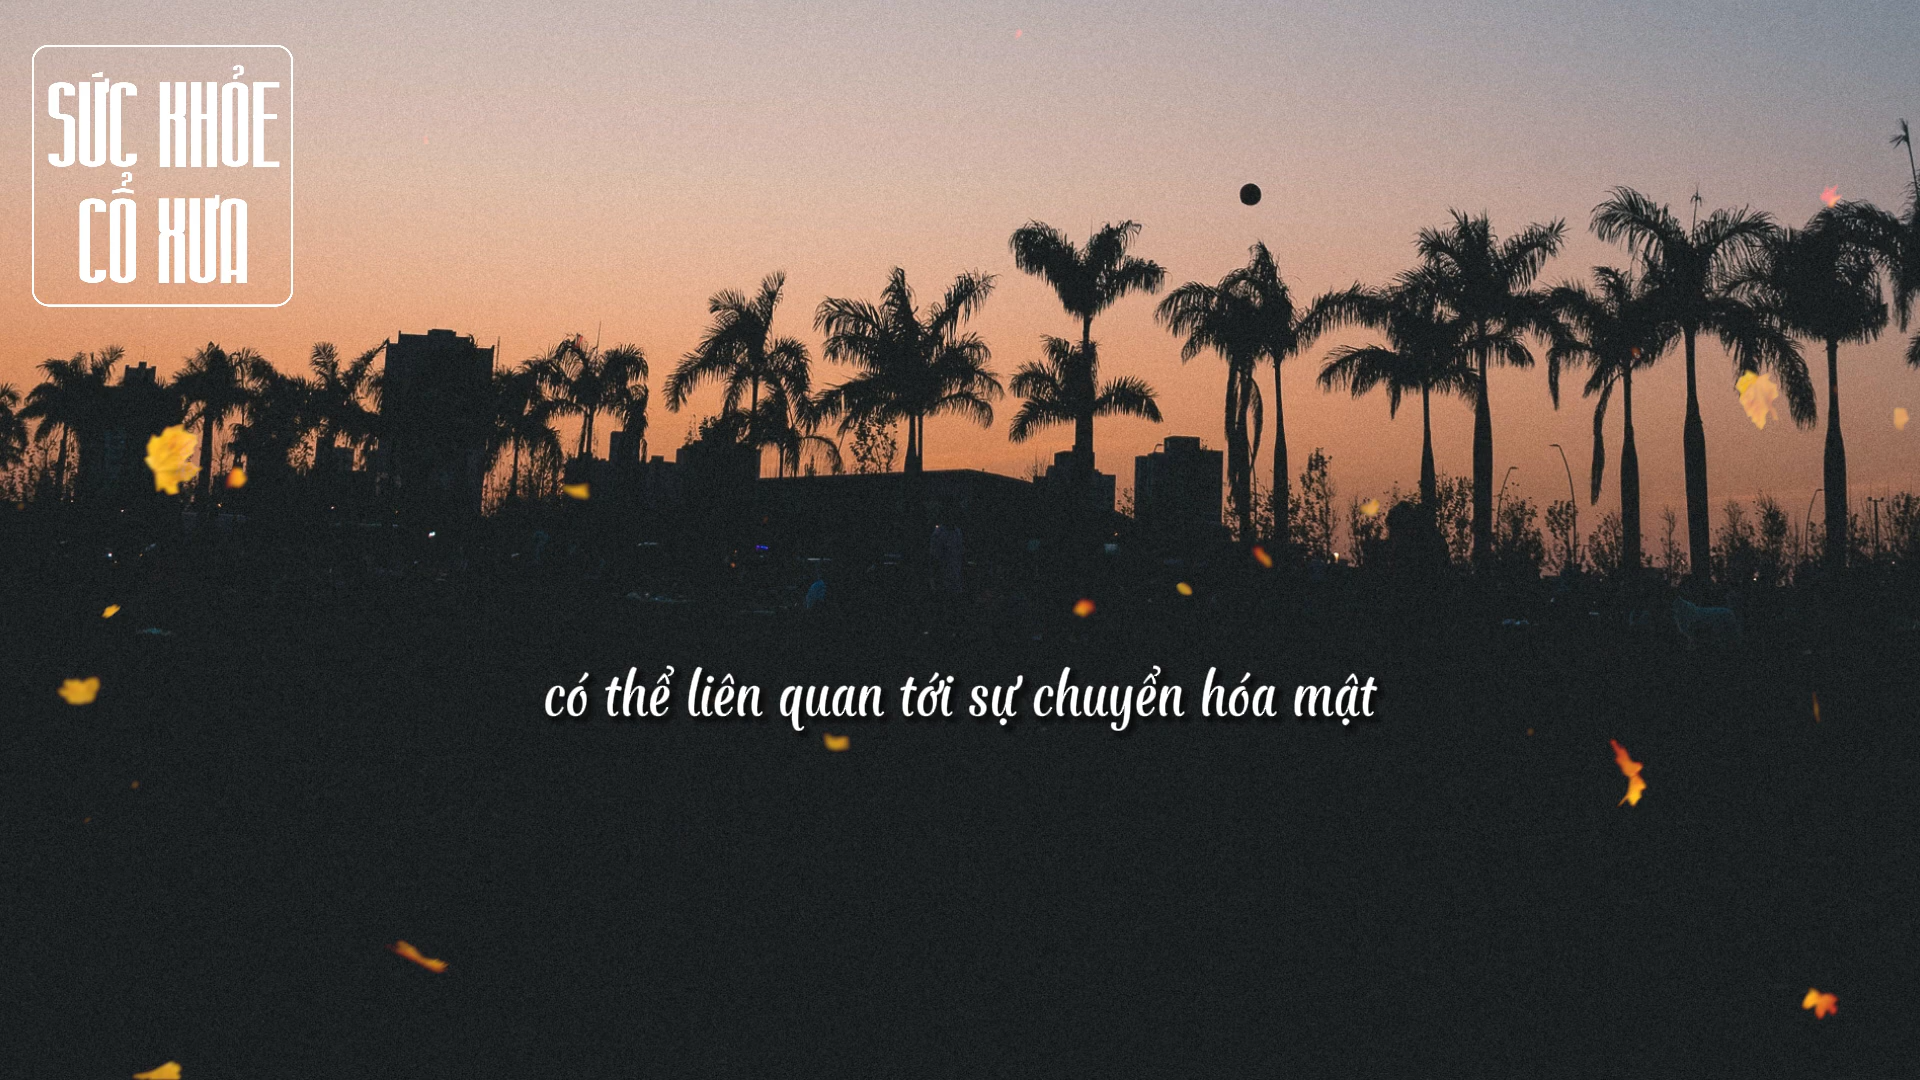 SỨC KHỎE
CỔ XƯA
có thể liên quan tới sự chuyển hóa mật